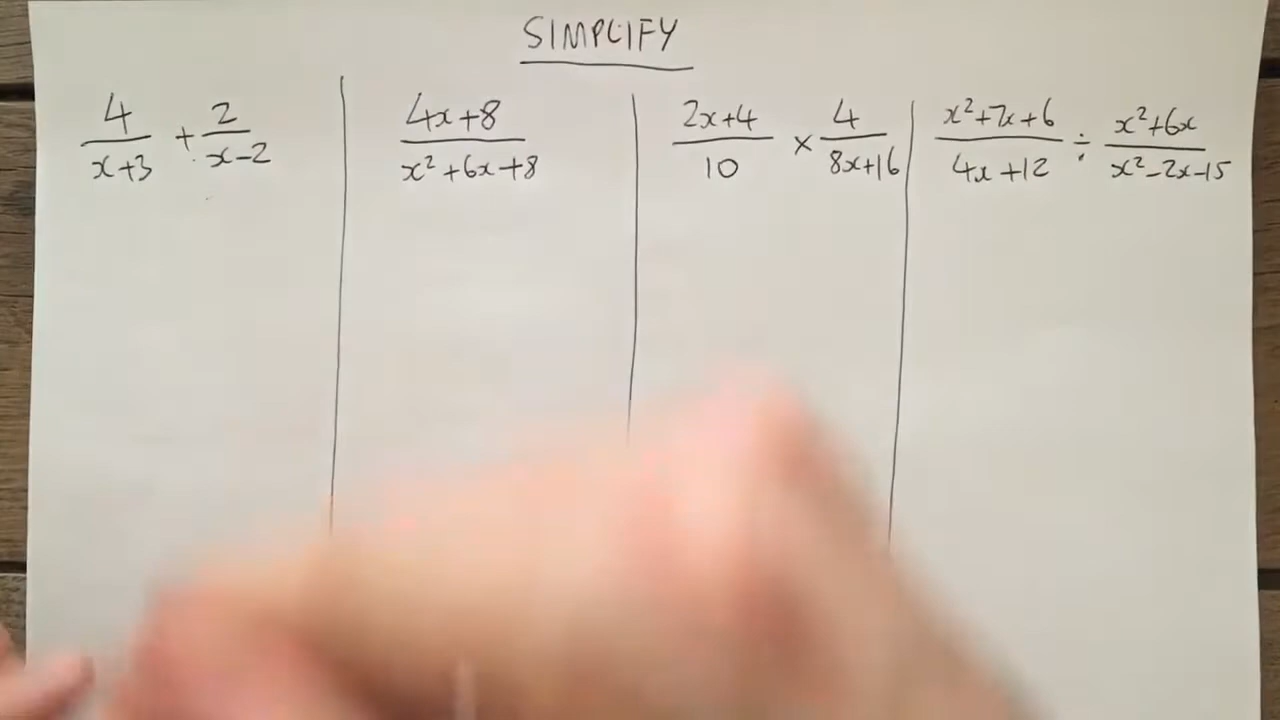 SIMPLIFY
4/(x+3) + 2/(x-2)
(4x+8)/(x²+6x+8)
(2x+4)/10 × 4/(8x+16)
(x²+7x+6)/(4x+12) ÷ (x²+6x)/(x²-2x-15)